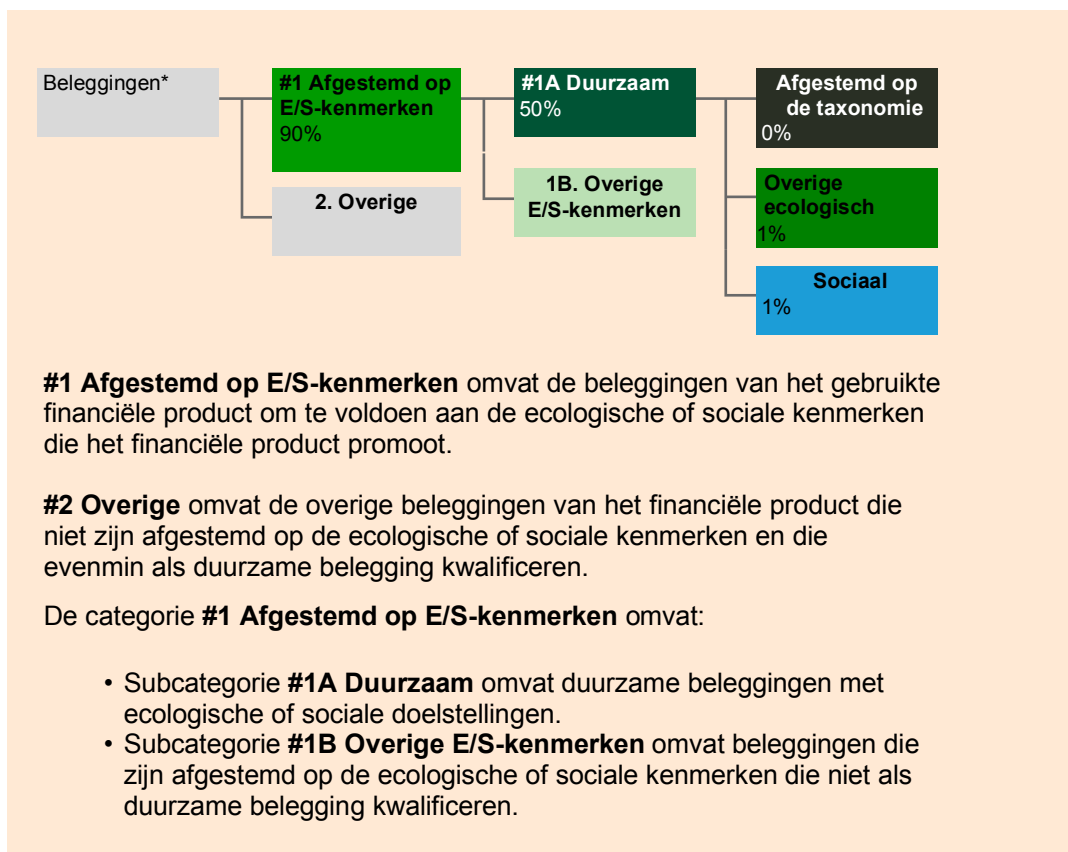 Beleggingen*
#1 Afgestemd op
E/S-kenmerken
90%
2. Overige
#1A Duurzaam
50%
1B. Overige
E/S-kenmerken
Afgestemd op
de taxonomie
0%
Overige
ecologisch
1%
Sociaal
1%
#1 Afgestemd op E/S-kenmerken omvat de beleggingen van het gebruikte
financiële product om te voldoen aan de ecologische of sociale kenmerken
die het financiële product promoot.
#2 Overige omvat de overige beleggingen van het financiële product die
niet zijn afgestemd op de ecologische of sociale kenmerken en die
evenmin als duurzame belegging kwalificeren.
De categorie #1 Afgestemd op E/S-kenmerken omvat:
• Subcategorie #1A Duurzaam omvat duurzame beleggingen met
ecologische of sociale doelstellingen.
• Subcategorie #1B Overige E/S-kenmerken omvat beleggingen die
zijn afgestemd op de ecologische of sociale kenmerken die niet als
duurzame belegging kwalificeren.